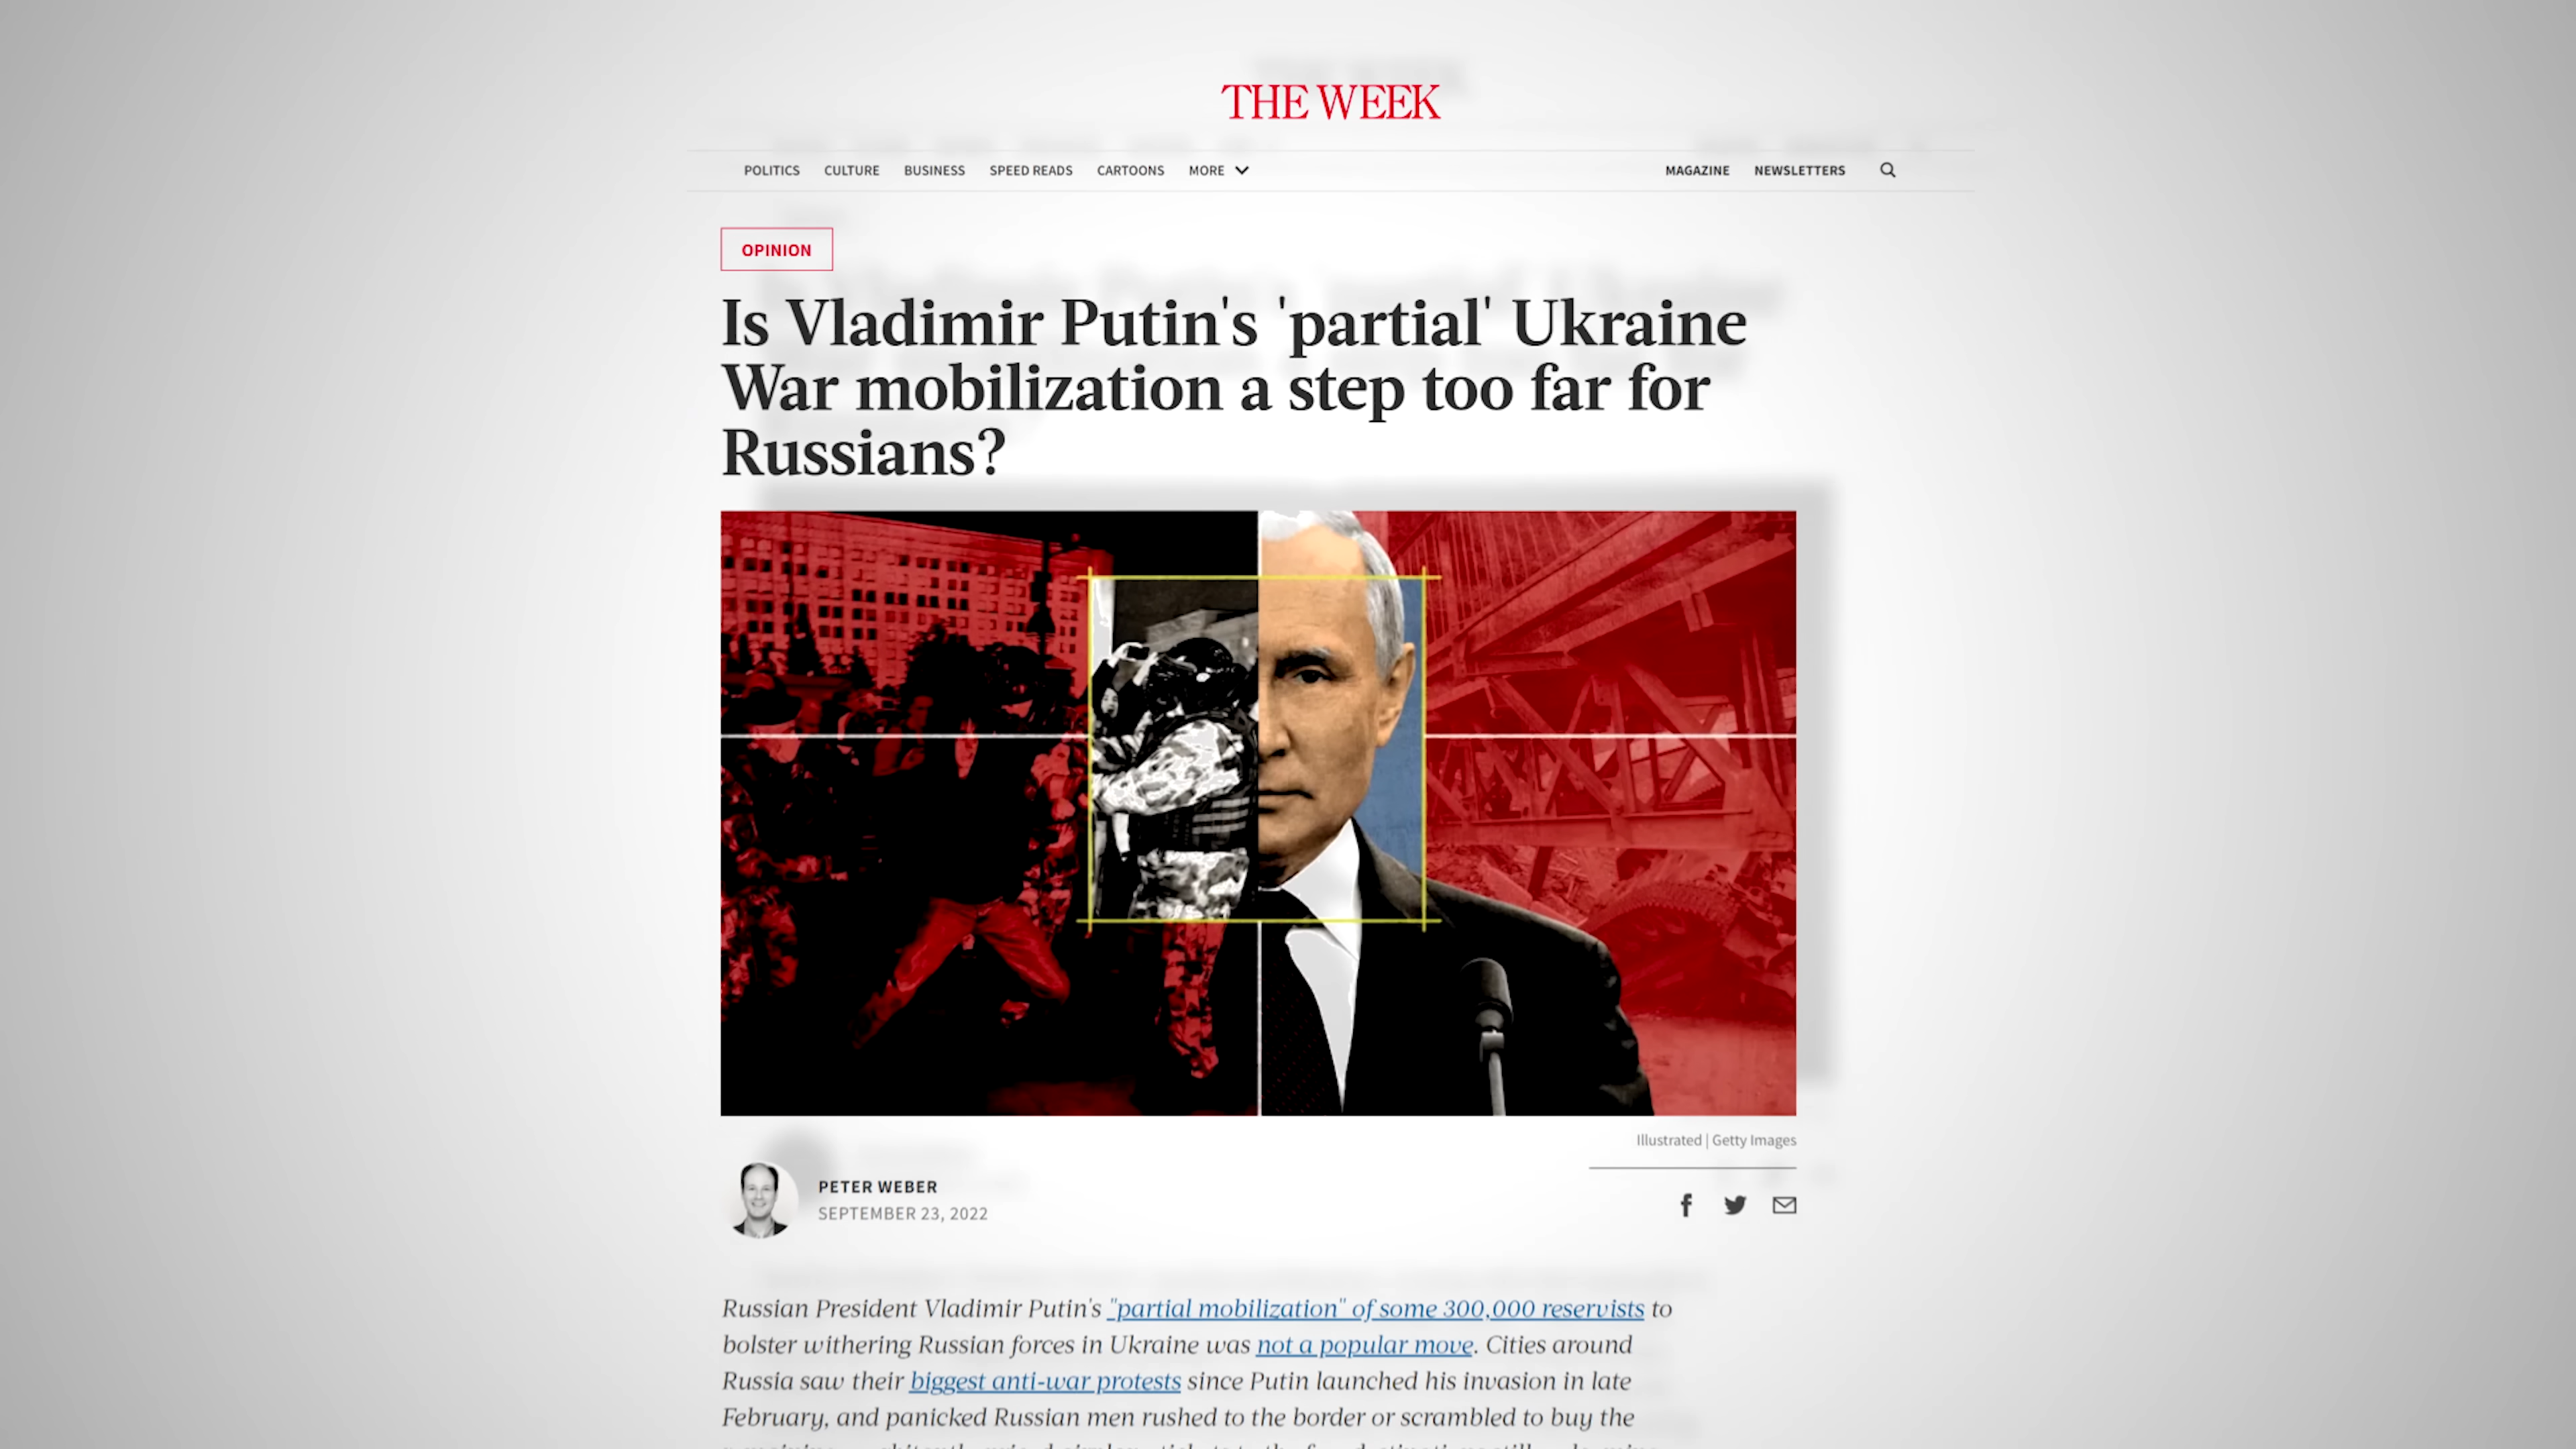 THE WEEK
POLITICS CULTURE BUSINESS SPEED READS CARTOONS MORE MAGAZINE NEWSLETTERS
OPINION
Is Vladimir Putin's 'partial' Ukraine
War mobilization a step too far for
Russians?
Illustrated | Getty Images
PETER WEBER
SEPTEMBER 23, 2022
Russian President Vladimir Putin's "partial mobilization" of some 300,000 reservists to
bolster withering Russian forces in Ukraine was not a popular move. Cities around
Russia saw their biggest anti-war protests since Putin launched his invasion in late
February, and panicked Russian men rushed to the border or scrambled to buy the